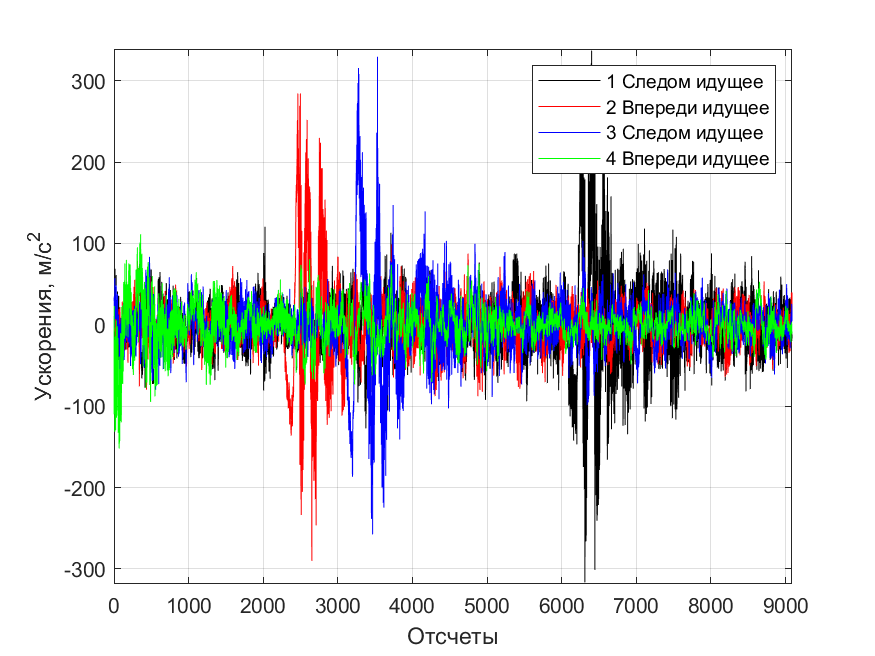 300
200
100
0
-100
-200
-300
Ускорения, м/с2
1 Следом идущее
2 Впереди идущее
3 Следом идущее
4 Впереди идущее
0 1000 2000 3000 4000 5000 6000 7000 8000 9000
Отсчеты